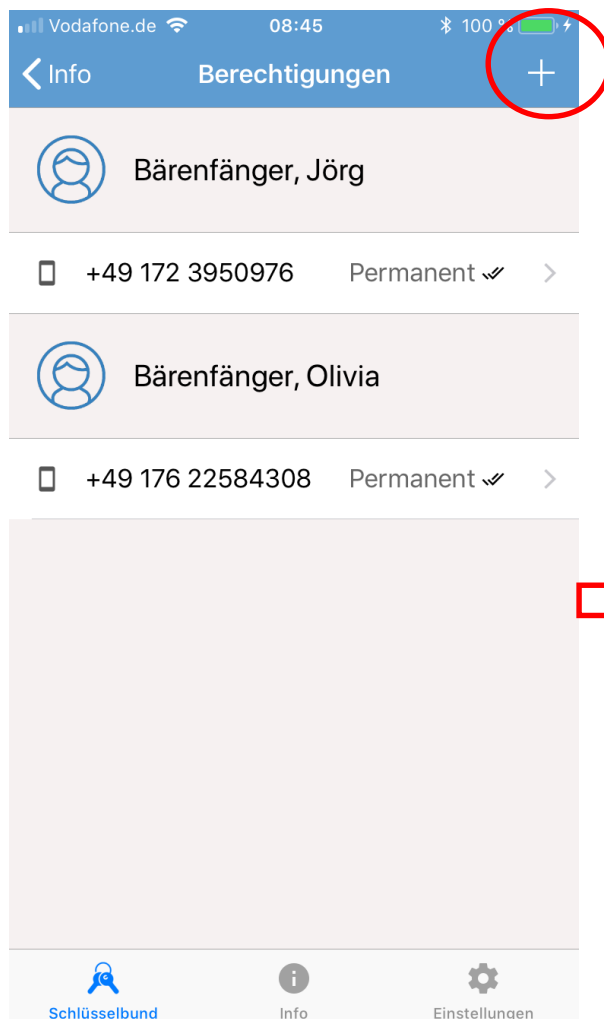 Vodafone.de 08:45 100 %
Info Berechtigungen
Bärenfänger, Jörg
+49 172 3950976 Permanent
Bärenfänger, Olivia
+49 176 22584308 Permanent
Schlüsselbund Info Einstellungen